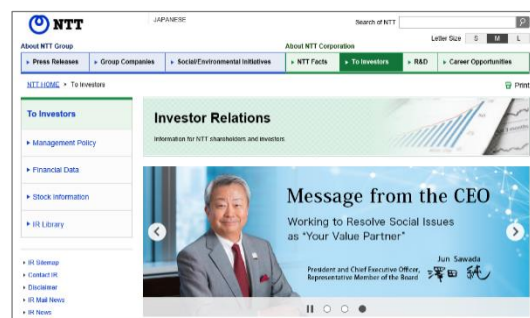 NTT
JAPANESE
Search of NTT
Letter Size S M L
About NTT Group
About NTT Corporation
Press Releases
Group Companies
Social/Environmental Initiatives
NTT Facts
To Investors
R&D
Career Opportunities
NTT HOME > To Investors
Print
To Investors
Management Policy
Financial Data
Stock Information
IR Library
IR Sitemap
Contact IR
Disclaimer
IR Mail News
IR News
Investor Relations
Information for NTT shareholders and investors
Message from the CEO
Working to Resolve Social Issues
as "Your Value Partner"
President and Chief Executive Officer,
Representative Member of the Board
Jun Sawada
澤田 純